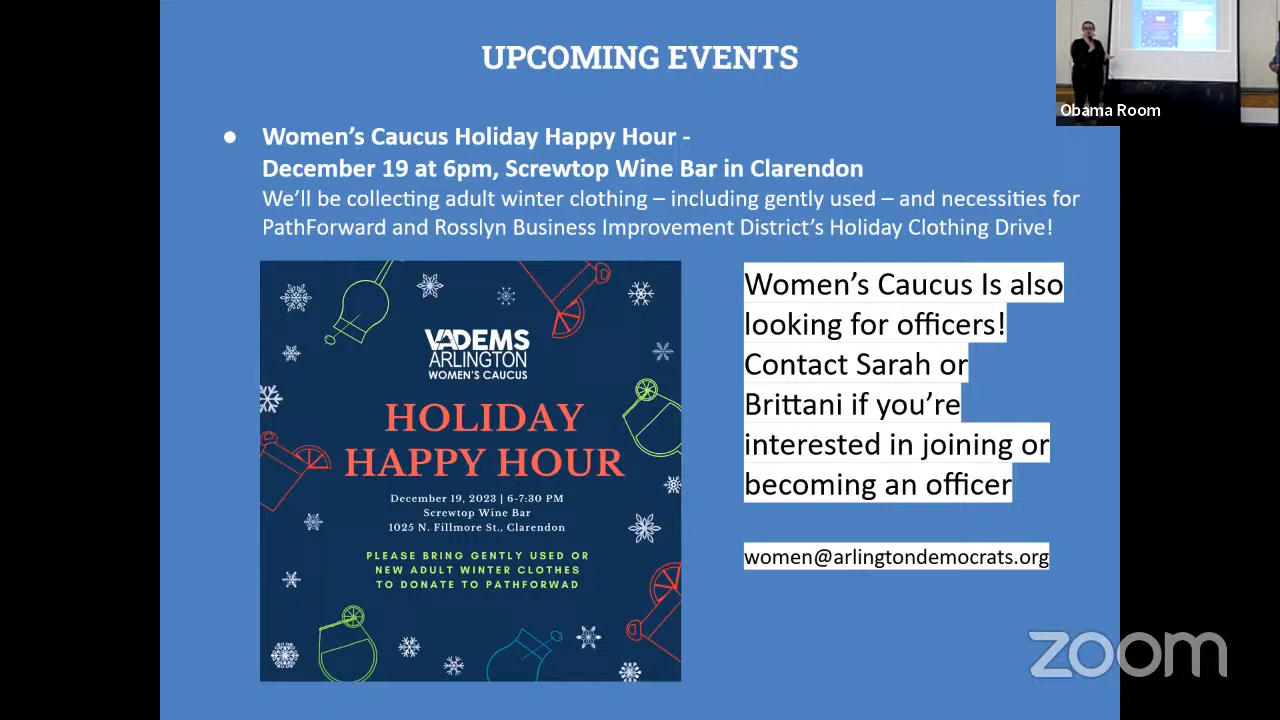 UPCOMING EVENTS
Obama Room
● Women's Caucus Holiday Happy Hour -
December 19 at 6pm, Screwtop Wine Bar in Clarendon
We'll be collecting adult winter clothing – including gently used – and necessities for
PathForward and Rosslyn Business Improvement District's Holiday Clothing Drive!
VADEMS
ARLINGTON
WOMEN'S CAUCUS
HOLIDAY
HAPPY HOUR
December 19, 2023 | 6-7:30 PM
Screwtop Wine Bar
1025 N. Fillmore St., Clarendon
PLEASE BRING GENTLY USED OR
NEW ADULT WINTER CLOTHES
TO DONATE TO PATHFORWAD
Women's Caucus Is also
looking for officers!
Contact Sarah or
Brittani if you're
interested in joining or
becoming an officer
women@arlingtondemocrats.org
zoom